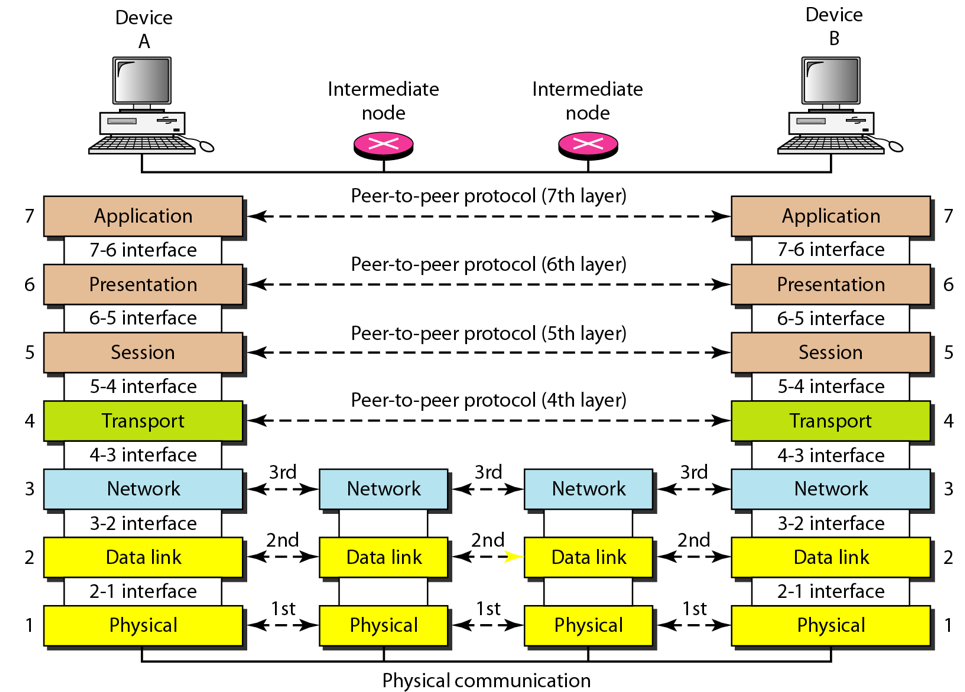 Device
A
Device
B
Intermediate
node
Intermediate
node
Peer-to-peer protocol (7th layer)
7 Application Application 7
7-6 interface 7-6 interface
Peer-to-peer protocol (6th layer)
6 Presentation Presentation 6
6-5 interface 6-5 interface
Peer-to-peer protocol (5th layer)
5 Session Session 5
5-4 interface 5-4 interface
Peer-to-peer protocol (4th layer)
4 Transport Transport 4
4-3 interface 4-3 interface
3rd 3rd 3rd
3 Network Network Network Network 3
3-2 interface 3-2 interface
2nd 2nd 2nd
2 Data link Data link Data link Data link 2
2-1 interface 2-1 interface
1st 1st 1st
1 Physical Physical Physical Physical 1
Physical communication